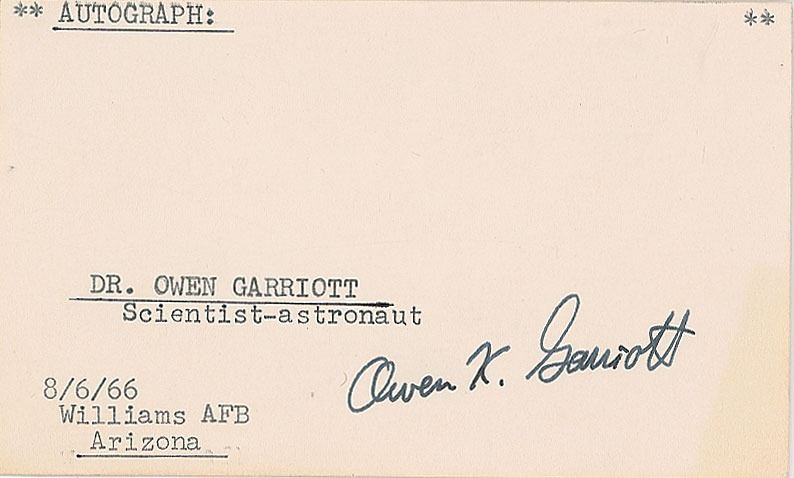 ** AUTOGRAPH: **
DR. OWEN GARRIOTT
Scientist-astronaut
Owen K. Garriott
8/6/66
Williams AFB
Arizona